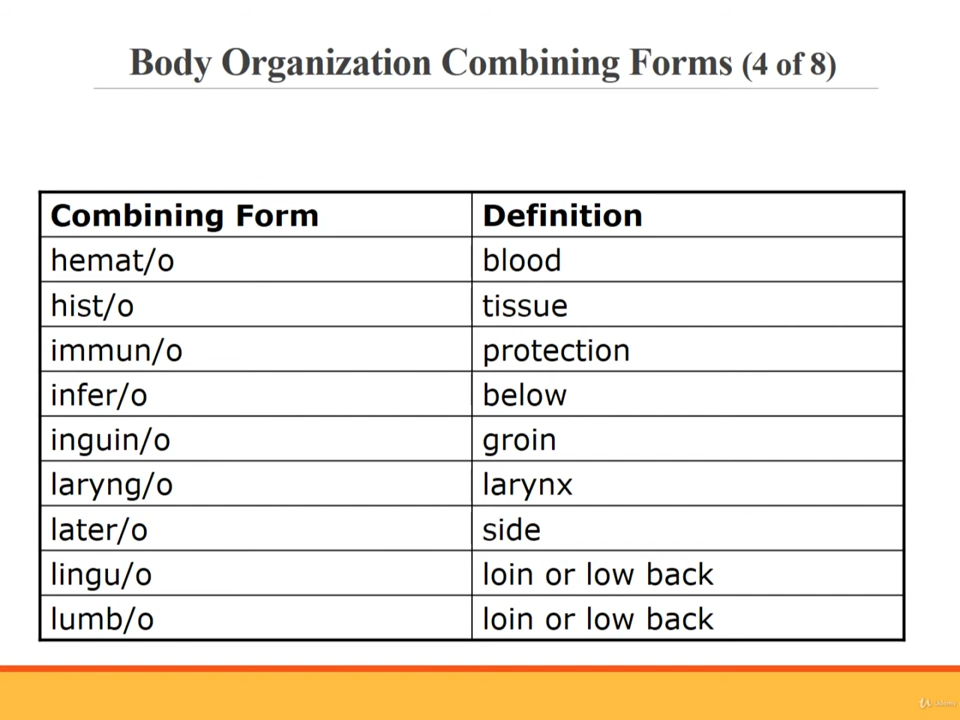 Body Organization Combining Forms (4 of 8)
Combining Form Definition
hemat/o blood
hist/o tissue
immun/o protection
infer/o below
inguin/o groin
laryng/o larynx
later/o side
lingu/o loin or low back
lumb/o loin or low back
Udemy